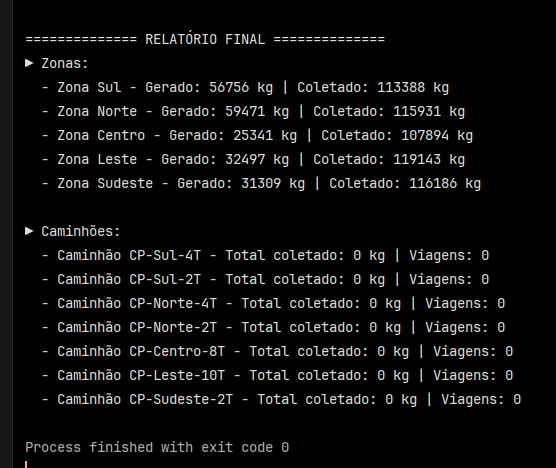 ============== RELATÓRIO FINAL ==============
► Zonas:
- Zona Sul - Gerado: 56756 kg | Coletado: 113388 kg
- Zona Norte - Gerado: 59471 kg | Coletado: 115931 kg
- Zona Centro - Gerado: 25341 kg | Coletado: 107894 kg
- Zona Leste - Gerado: 32497 kg | Coletado: 119143 kg
- Zona Sudeste - Gerado: 31309 kg | Coletado: 116186 kg
► Caminhões:
- Caminhão CP-Sul-4T - Total coletado: 0 kg | Viagens: 0
- Caminhão CP-Sul-2T - Total coletado: 0 kg | Viagens: 0
- Caminhão CP-Norte-4T - Total coletado: 0 kg | Viagens: 0
- Caminhão CP-Norte-2T - Total coletado: 0 kg | Viagens: 0
- Caminhão CP-Centro-8T - Total coletado: 0 kg | Viagens: 0
- Caminhão CP-Leste-10T - Total coletado: 0 kg | Viagens: 0
- Caminhão CP-Sudeste-2T - Total coletado: 0 kg | Viagens: 0
Process finished with exit code 0